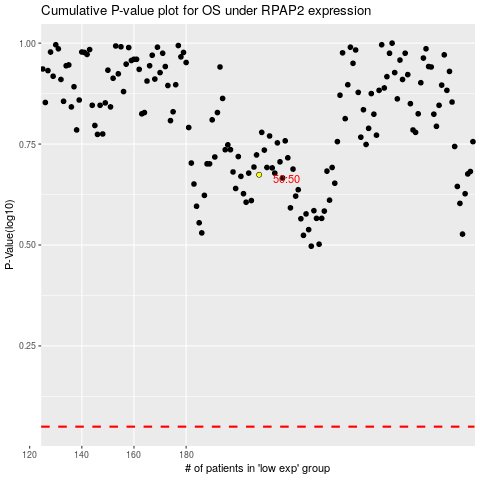 Cumulative P-value plot for OS under RPAP2 expression
P-Value(log10)
1.00
0.75
0.50
0.25
50:50
120 140 160 180
# of patients in 'low exp' group